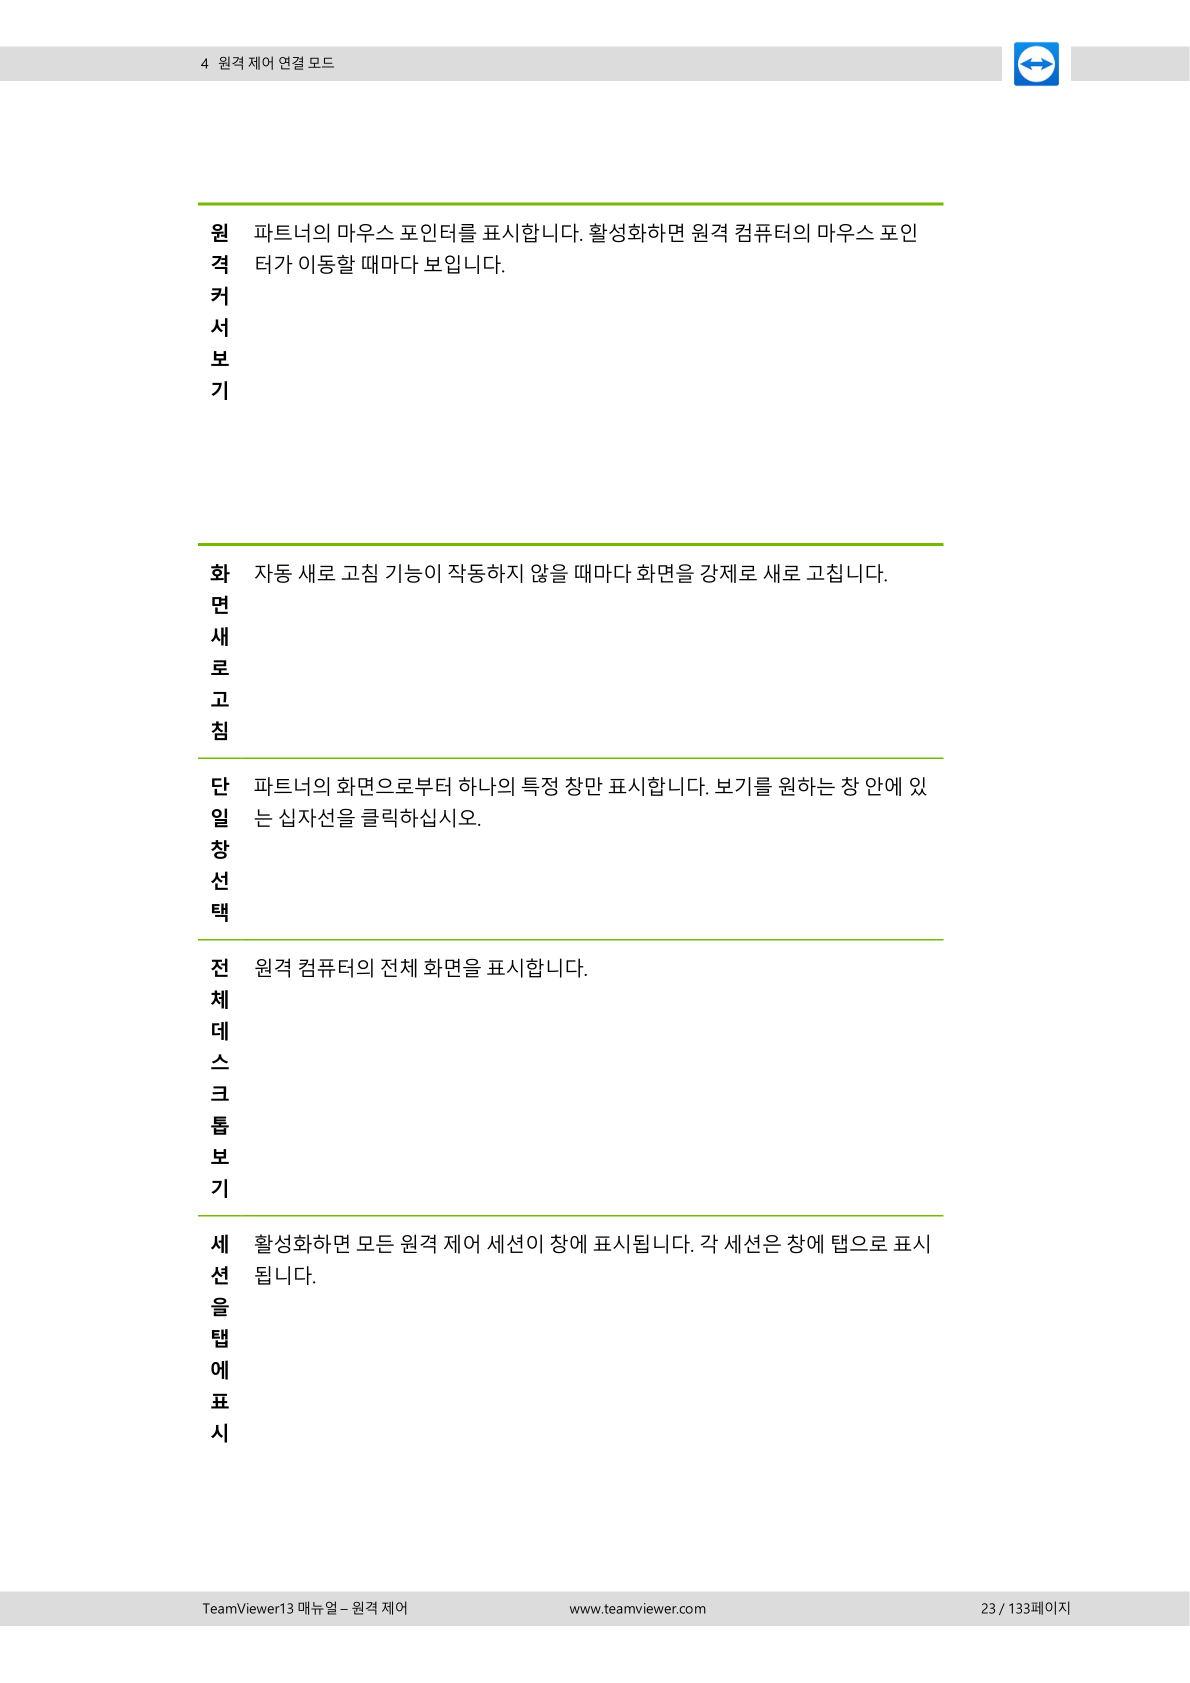 4 원격 제어 연결 모드
원 파트너의 마우스 포인터를 표시합니다. 활성화하면 원격 컴퓨터의 마우스 포인
격 터가 이동할 때마다 보입니다.
커
서
보
기
화 자동 새로 고침 기능이 작동하지 않을 때마다 화면을 강제로 새로 고칩니다.
면
새
로
고
침
단 파트너의 화면으로부터 하나의 특정 창만 표시합니다. 보기를 원하는 창 안에 있
일 는 십자선을 클릭하십시오.
창
선
택
전 원격 컴퓨터의 전체 화면을 표시합니다.
체
데
스
크
톱
보
기
세 활성화하면 모든 원격 제어 세션이 창에 표시됩니다. 각 세션은 창에 탭으로 표시
션 됩니다.
을
탭
에
표
시
TeamViewer13 매뉴얼 – 원격 제어 www.teamviewer.com 23 / 133페이지